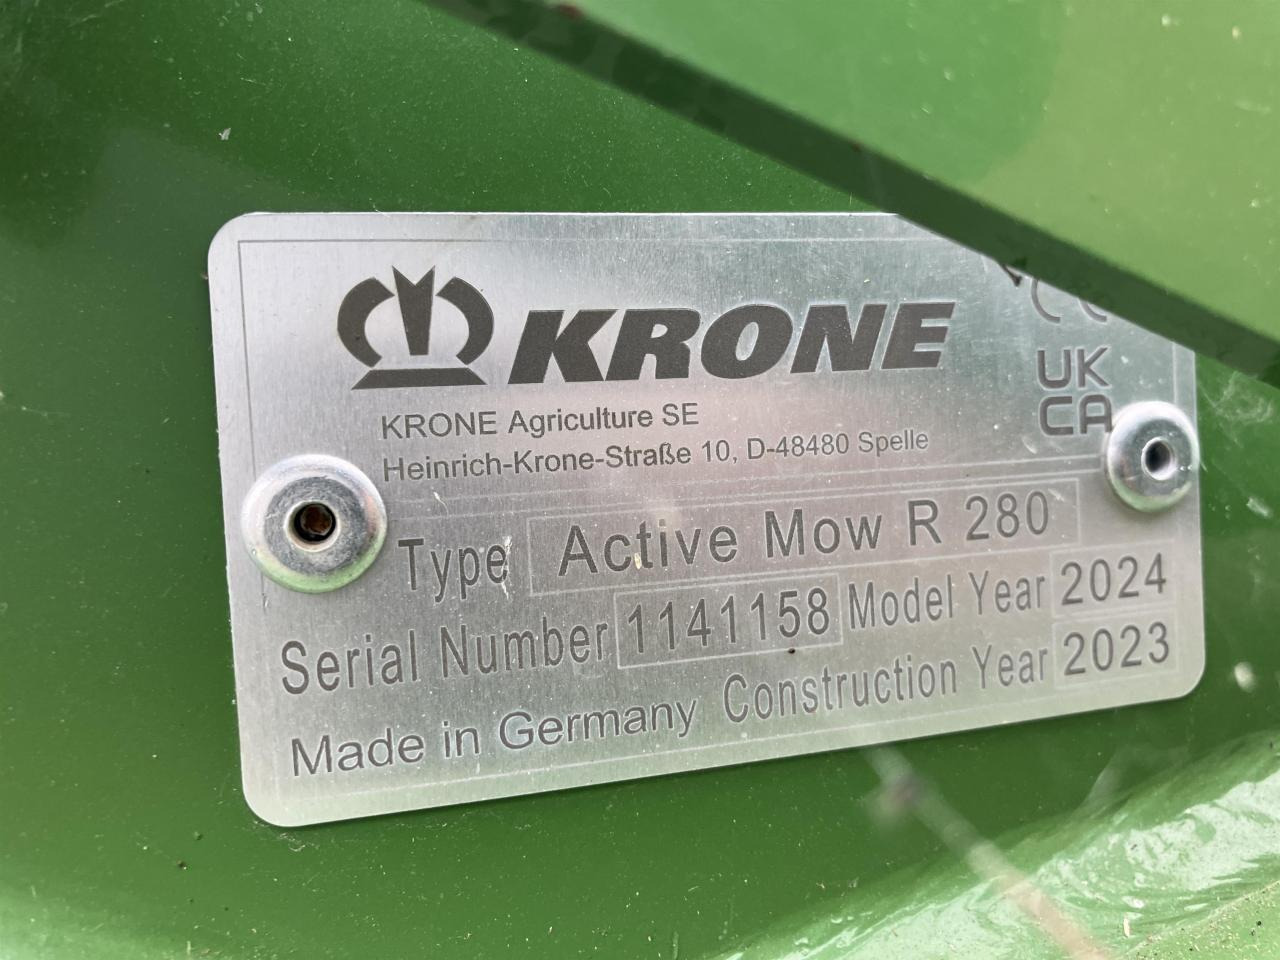 KRONE
CE
UK
CA
KRONE Agriculture SE
Heinrich-Krone-Straße 10, D-48480 Spelle
Type Active Mow R 280
Serial Number 1141158 Model Year 2024
Made in Germany Construction Year 2023